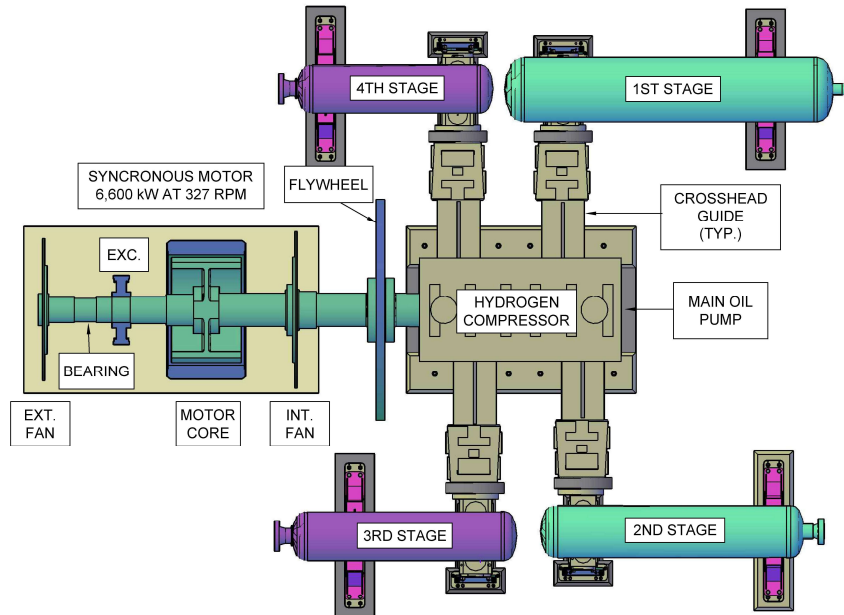 4TH STAGE
1ST STAGE
SYNCRONOUS MOTOR
6,600 kW AT 327 RPM
FLYWHEEL
CROSSHEAD
GUIDE
(TYP.)
EXC.
HYDROGEN
COMPRESSOR
MAIN OIL
PUMP
BEARING
EXT.
FAN
MOTOR
CORE
INT.
FAN
3RD STAGE
2ND STAGE